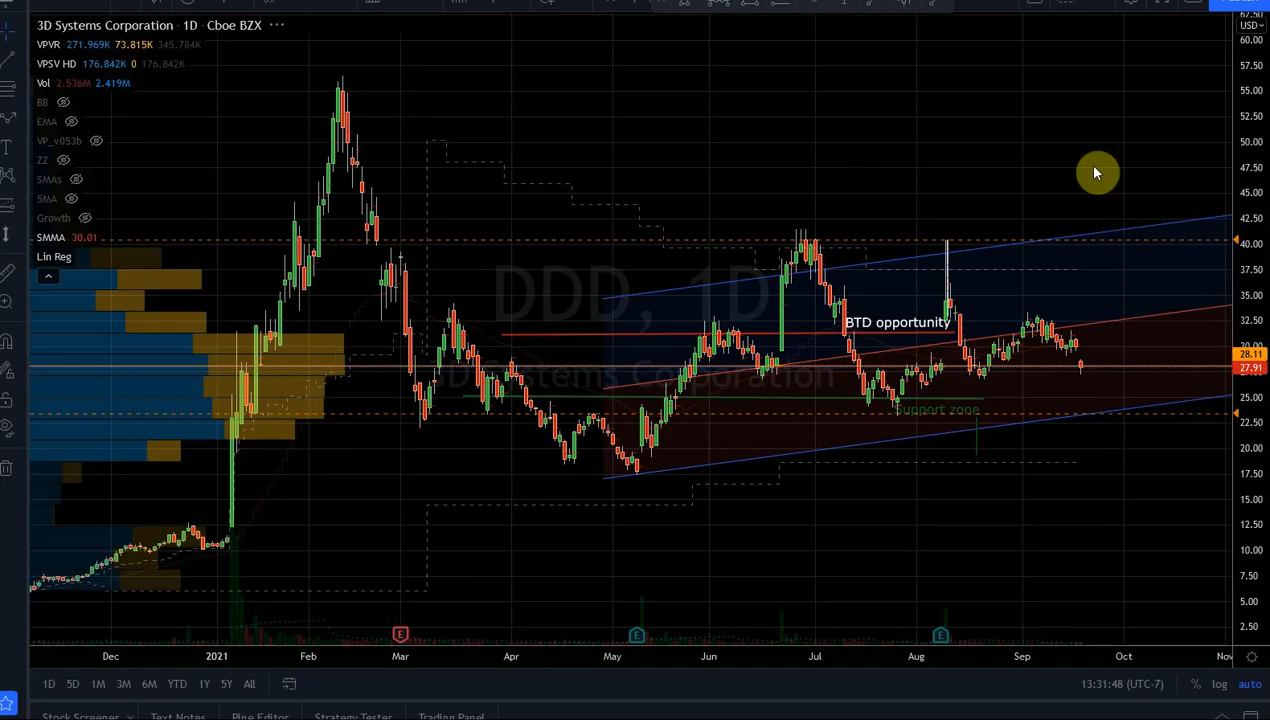 3D Systems Corporation · 1D · Cboe BZX ···
VPVR 271.969K 73.815K 345.784K
VPSV HD 176.842K 0 176.842K
Vol 2.536M 2.419M
BB
EMA
VP_v053b
ZZ
SMAs
5MA
Growth
SMMA 30.01
Lin Reg
DDD, 1D
3D Systems Corporation
BTD opportunity
Support zone
67.50
USD
60.00
57.50
55.00
52.50
50.00
47.50
45.00
42.50
40.00
37.50
35.00
32.50
30.00
28.11
27.91
25.00
22.50
20.00
17.50
15.00
12.50
10.00
7.50
5.00
2.50
E
E
E
Dec 2021 Feb Mar Apr May Jun Jul Aug Sep Oct Nov
1D 5D 1M 3M 6M YTD 1Y 5Y All
13:31:48 (UTC-7) % log auto
Stock Screener Text Notes Pine Editor Strategy Tester Trading Panel